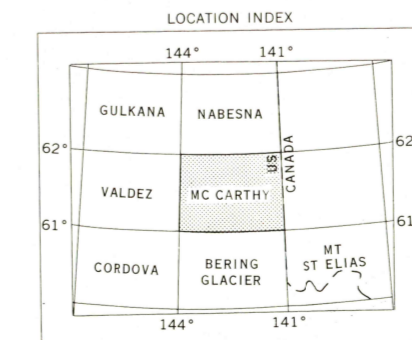 LOCATION INDEX
144° 141°
GULKANA NABESNA
62° US CANADA 62
VALDEZ MC CARTHY
61° 61
CORDOVA BERING GLACIER MT ST ELIAS
144° 141°